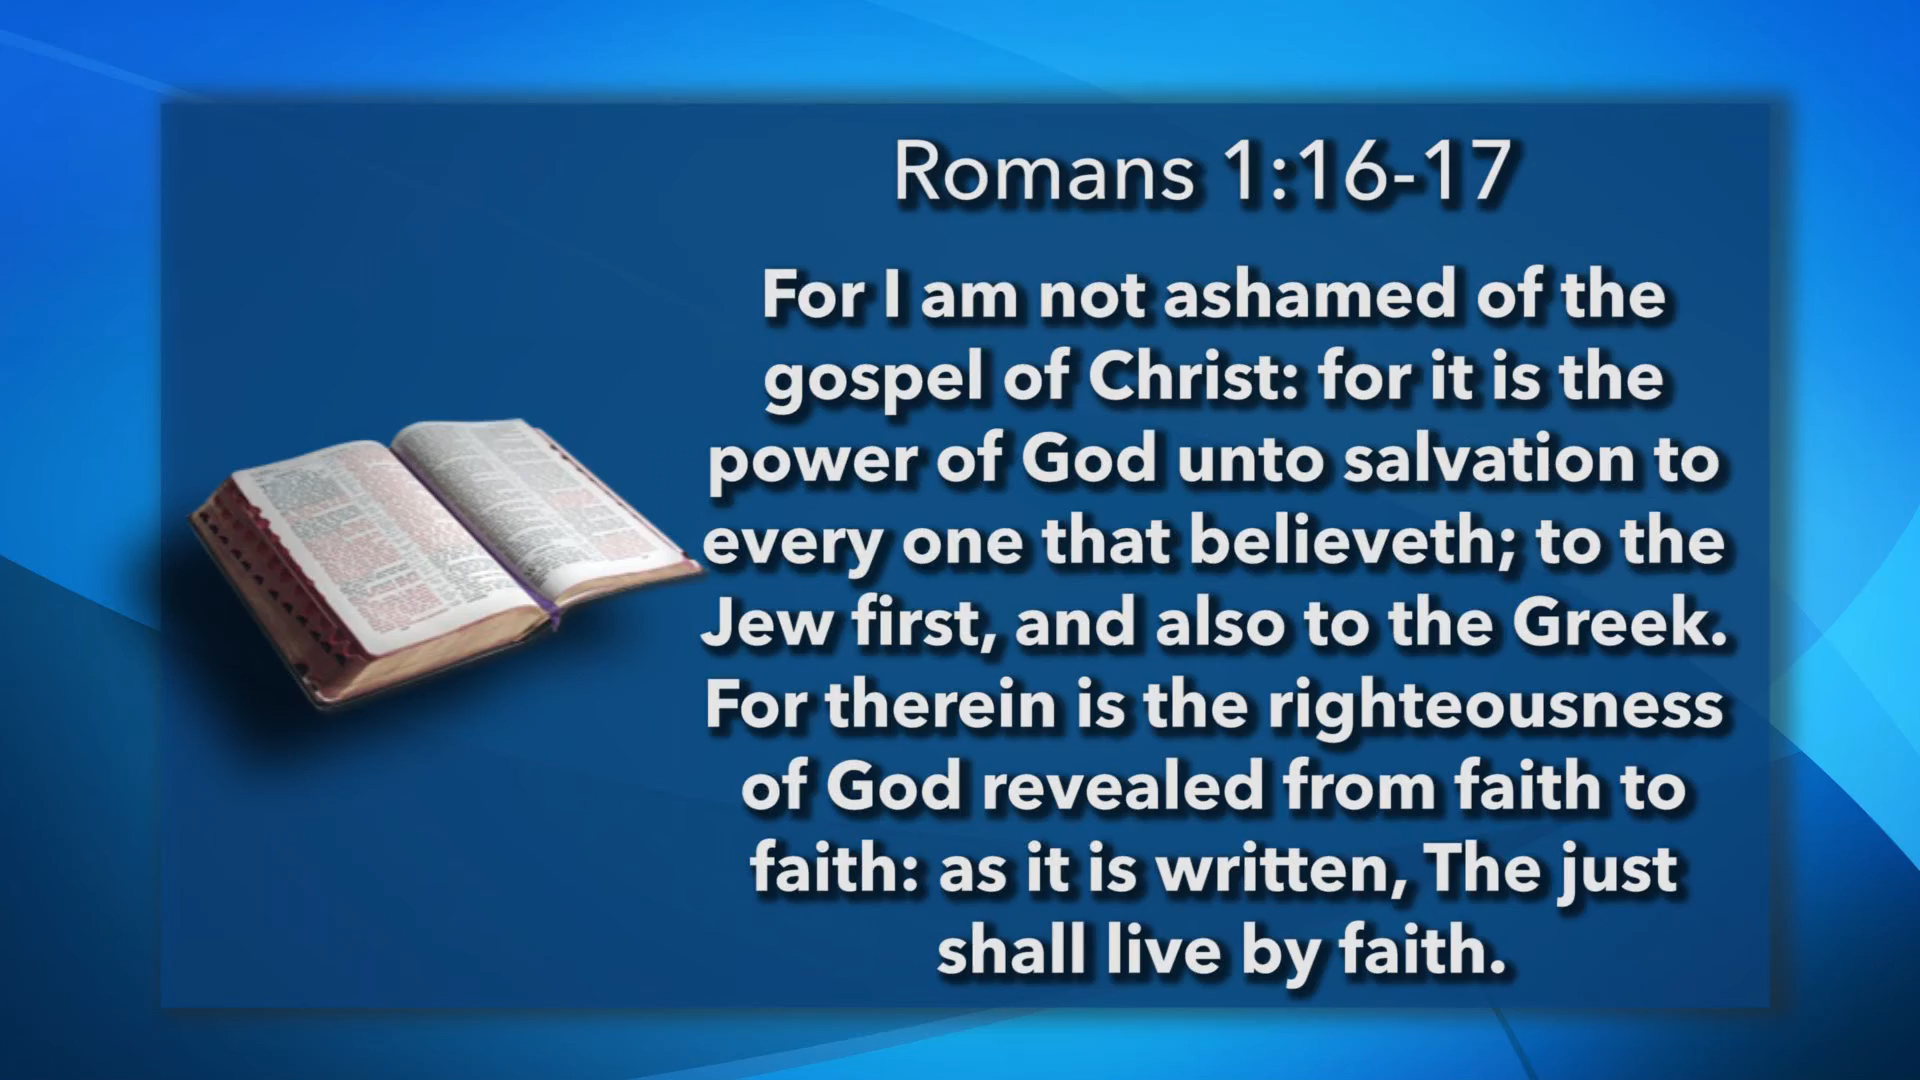 Romans 1:16-17
For I am not ashamed of the
gospel of Christ: for it is the
power of God unto salvation to
every one that believeth; to the
Jew first, and also to the Greek.
For therein is the righteousness
of God revealed from faith to
faith: as it is written, The just
shall live by faith.